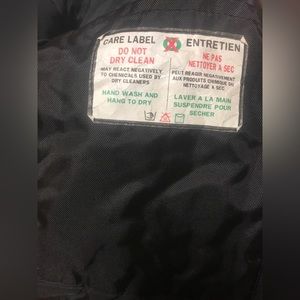 CARE LABEL
DO NOT
DRY CLEAN
MAY REACT NEGATIVELY
TO CHEMICALS USED BY
DRY CLEANERS
HAND WASH AND
HANG TO DRY
ENTRETIEN
NE PAS
NETTOYER A SEC
PEUT REAGIR NEGATIVEMENT
AUX PRODUITS CHIMIQUE DU
NETTOYAGE A SEC
LAVER A LA MAIN
SUSPENDRE POUR
SECHER